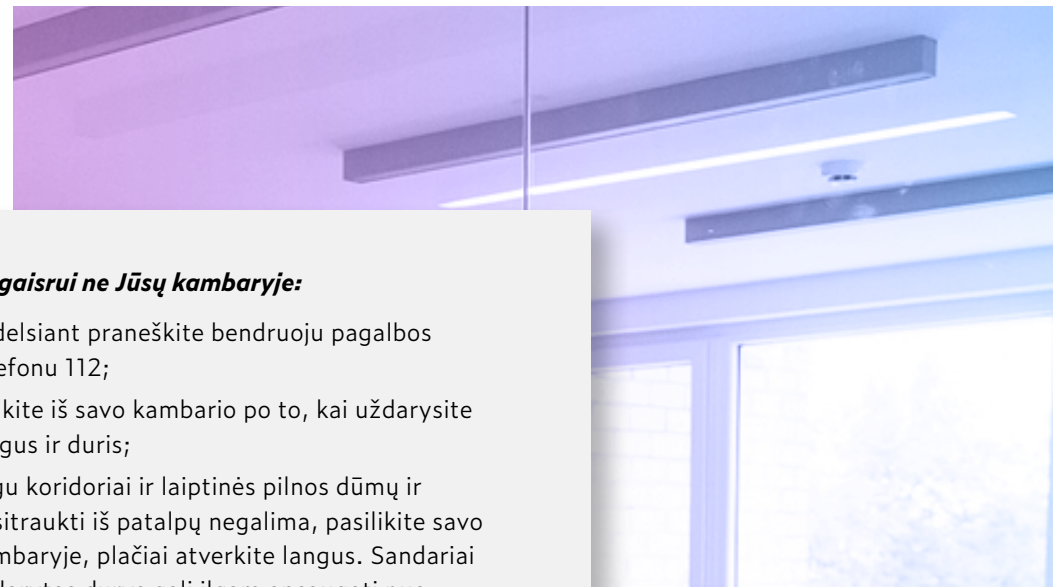 gaisrui ne Jūsų kambaryje:
delsiant praneškite bendruoju pagalbos
efonu 112;
kite iš savo kambario po to, kai uždarysite
gus ir duris;
gu koridoriai ir laiptinės pilnos dūmų ir
sitraukti iš patalpų negalima, pasilikite savo
mbaryje, plačiai atverkite langus. Sandariai